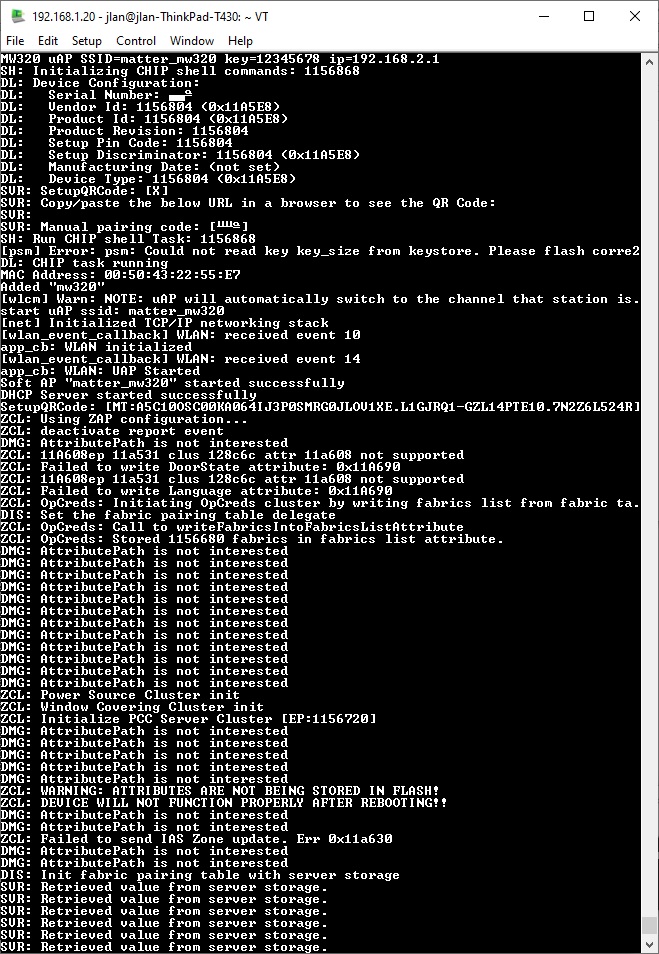 192.168.1.20 - jlan@jlan-ThinkPad-T430: ~ VT
File Edit Setup Control Window Help
MW320 uAP SSID=matter_mw320 key=12345678 ip=192.168.2.1
SH: Initializing CHIP shell commands: 1156868
DL: Device Configuration:
DL:   Serial Number:
DL:   Vendor Id: 1156804 (0x11A5E8)
DL:   Product Id: 1156804 (0x11A5E8)
DL:   Product Revision: 1156804
DL:   Setup Pin Code: 1156804
DL:   Setup Discriminator: 1156804 (0x11A5E8)
DL:   Manufacturing Date: (not set)
DL:   Device Type: 1156804 (0x11A5E8)
SVR: SetupQRCode: [X]
SVR: Copy/paste the below URL in a browser to see the QR Code:
SVR:
SVR: Manual pairing code: [
SH: Run CHIP shell Task: 1156868
[psm] Error: psm: Could not read key key_size from keystore. Please flash corre2
DL: CHIP task running
MAC Address: 00:50:43:22:55:E7
Added "mw320"
[wlcm] Warn: NOTE: uAP will automatically switch to the channel that station is.
start uAP ssid: matter_mw320
[net] Initialized TCP/IP networking stack
[wlan_event_callback] WLAN: received event 10
app_cb: WLAN initialized
[wlan_event_callback] WLAN: received event 14
app_cb: WLAN: UAP Started
Soft AP "matter_mw320" started successfully
DHCP Server started successfully
SetupQRCode: [MT:A5C10OSC00KA064IJ3P0SMRG0JLOV1XE.L1GJRQ1-GZL14PTE10.7N2Z6L524R]
ZCL: Using ZAP configuration...
ZCL: deactivate report event
DMG: AttributePath is not interested
ZCL: 11A608ep 11a531 clus 128c6c attr 11a608 not supported
ZCL: Failed to write DoorState attribute: 0x11A690
ZCL: 11A608ep 11a531 clus 128c6c attr 11a608 not supported
ZCL: Failed to write Language attribute: 0x11A690
ZCL: OpCreds: Initiating OpCreds cluster by writing fabrics list from fabric ta.
DIS: Set the fabric pairing table delegate
ZCL: OpCreds: Call to writeFabricsIntoFabricsListAttribute
ZCL: OpCreds: Stored 1156680 fabrics in fabrics list attribute.
DMG: AttributePath is not interested
DMG: AttributePath is not interested
DMG: AttributePath is not interested
DMG: AttributePath is not interested
DMG: AttributePath is not interested
DMG: AttributePath is not interested
DMG: AttributePath is not interested
DMG: AttributePath is not interested
DMG: AttributePath is not interested
DMG: AttributePath is not interested
DMG: AttributePath is not interested
DMG: AttributePath is not interested
ZCL: Power Source Cluster init
ZCL: Window Covering Cluster init
ZCL: Initialize PCC Server Cluster [EP:1156720]
DMG: AttributePath is not interested
DMG: AttributePath is not interested
DMG: AttributePath is not interested
DMG: AttributePath is not interested
DMG: AttributePath is not interested
ZCL: WARNING: ATTRIBUTES ARE NOT BEING STORED IN FLASH!
ZCL: DEVICE WILL NOT FUNCTION PROPERLY AFTER REBOOTING!!
DMG: AttributePath is not interested
DMG: AttributePath is not interested
ZCL: Failed to send IAS Zone update. Err 0x11a630
DMG: AttributePath is not interested
DMG: AttributePath is not interested
DIS: Init fabric pairing table with server storage
SVR: Retrieved value from server storage.
SVR: Retrieved value from server storage.
SVR: Retrieved value from server storage.
SVR: Retrieved value from server storage.
SVR: Retrieved value from server storage.
SVR: Retrieved value from server storage.